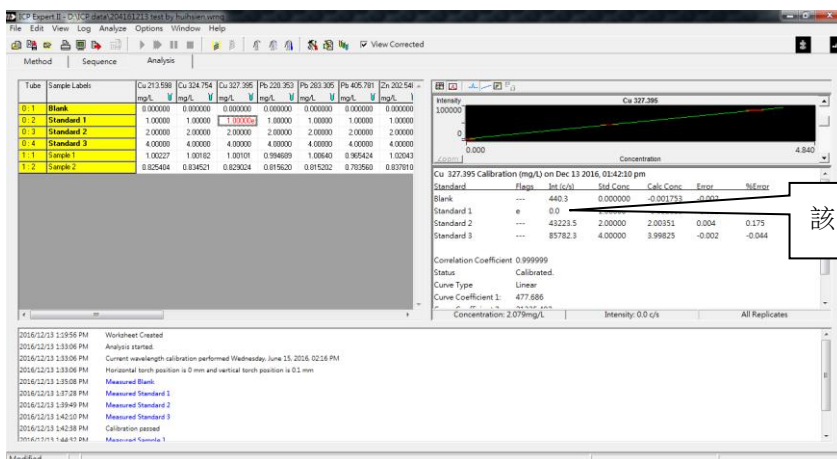 ICP Expert II - D:\ICP data\204161213 test by huihsien.vwmq
File Edit View Log Analyze Options Window Help
View Corrected
Method Sequence Analysis
Tube Sample Labels Cu 213.598 Cu 324.754 Cu 327.395 Pb 220.353 Pb 283.305 Pb 405.781 Zn 202.548
mg/L mg/L mg/L mg/L mg/L mg/L mg/L
0:1 Blank 0.000000 0.000000 0.000000 0.000000 0.000000 0.000000 0.000000
0:2 Standard 1 1.00000 1.00000 1.00000e 1.00000 1.00000 1.00000 1.00000
0:3 Standard 2 2.00000 2.00000 2.00000 2.00000 2.00000 2.00000 2.00000
0:4 Standard 3 4.00000 4.00000 4.00000 4.00000 4.00000 4.00000 4.00000
1:1 Sample 1 1.00227 1.00182 1.00101 0.994609 1.00640 0.965424 1.02043
1:2 Sample 2 0.825404 0.834521 0.829024 0.815620 0.815202 0.783560 0.837810
Intensity Cu 327.395
100000
0
0.000 4.840
Zoom Concentration
Cu 327.395 Calibration (mg/L) on Dec 13 2016, 01:42:10 pm
Standard Flags Int (c/s) Std Conc Calc Conc Error %Error
Blank --- 440.3 0.000000 -0.001753 -0.002
Standard 1 e 0.0
Standard 2 --- 43223.5 2.00000 2.00351 0.004 0.175
Standard 3 --- 85782.3 4.00000 3.99825 -0.002 -0.044
該
Correlation Coefficient 0.999999
Status Calibrated.
Curve Type Linear
Curve Coefficient 1: 477.686
Concentration: 2.079mg/L Intensity: 0.0 c/s All Replicates
2016/12/13 1:19:56 PM Worksheet Created
2016/12/13 1:33:06 PM Analysis started.
2016/12/13 1:33:06 PM Current wavelength calibration performed Wednesday, June 15, 2016, 02:16 PM
2016/12/13 1:33:06 PM Horizontal torch position is 0 mm and vertical torch position is 0.1 mm
2016/12/13 1:35:08 PM Measured Blank
2016/12/13 1:37:28 PM Measured Standard 1
2016/12/13 1:39:49 PM Measured Standard 2
2016/12/13 1:42:10 PM Measured Standard 3
2016/12/13 1:42:38 PM Calibration passed
2016/12/13 1:44:37 PM Measured Sample 1
Modified